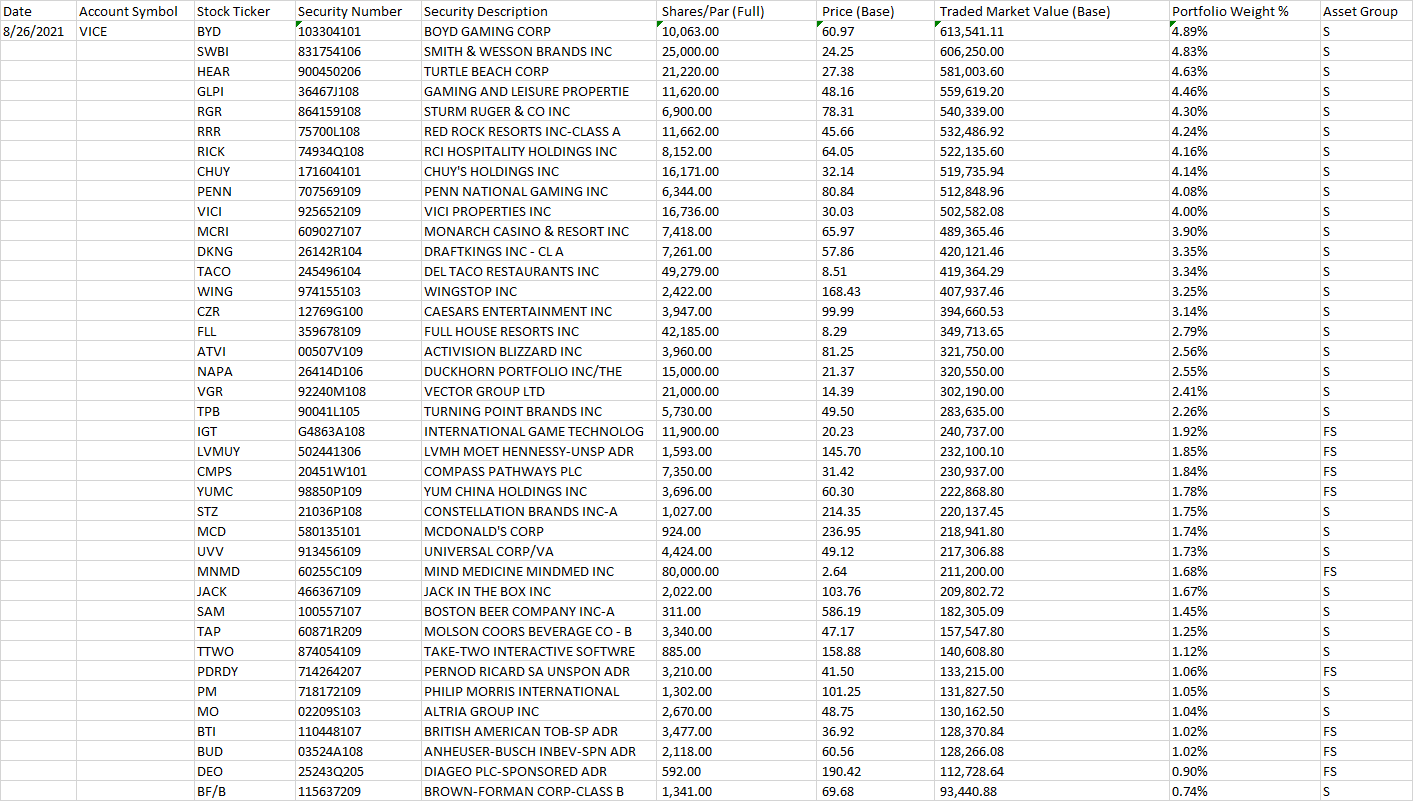 Date Account Symbol Stock Ticker Security Number Security Description Shares/Par (Full) Price (Base) Traded Market Value (Base) Portfolio Weight % Asset Group
8/26/2021 VICE BYD 103304101 BOYD GAMING CORP 10,063.00 60.97 613,541.11 4.89% S
SWBI 831754106 SMITH & WESSON BRANDS INC 25,000.00 24.25 606,250.00 4.83% S
HEAR 900450206 TURTLE BEACH CORP 21,220.00 27.38 581,003.60 4.63% S
GLPI 36467J108 GAMING AND LEISURE PROPERTIE 11,620.00 48.16 559,619.20 4.46% S
RGR 864159108 STURM RUGER & CO INC 6,900.00 78.31 540,339.00 4.30% S
RRR 75700L108 RED ROCK RESORTS INC-CLASS A 11,662.00 45.66 532,486.92 4.24% S
RICK 74934Q108 RCI HOSPITALITY HOLDINGS INC 8,152.00 64.05 522,135.60 4.16% S
CHUY 171604101 CHUY'S HOLDINGS INC 16,171.00 32.14 519,735.94 4.14% S
PENN 707569109 PENN NATIONAL GAMING INC 6,344.00 80.84 512,848.96 4.08% S
VICI 925652109 VICI PROPERTIES INC 16,736.00 30.03 502,582.08 4.00% S
MCRI 609027107 MONARCH CASINO & RESORT INC 7,418.00 65.97 489,365.46 3.90% S
DKNG 26142R104 DRAFTKINGS INC - CL A 7,261.00 57.86 420,121.46 3.35% S
TACO 245496104 DEL TACO RESTAURANTS INC 49,279.00 8.51 419,364.29 3.34% S
WING 974155103 WINGSTOP INC 2,422.00 168.43 407,937.46 3.25% S
CZR 12769G100 CAESARS ENTERTAINMENT INC 3,947.00 99.99 394,660.53 3.14% S
FLL 359678109 FULL HOUSE RESORTS INC 42,185.00 8.29 349,713.65 2.79% S
ATVI 00507V109 ACTIVISION BLIZZARD INC 3,960.00 81.25 321,750.00 2.56% S
NAPA 26414D106 DUCKHORN PORTFOLIO INC/THE 15,000.00 21.37 320,550.00 2.55% S
VGR 92240M108 VECTOR GROUP LTD 21,000.00 14.39 302,190.00 2.41% S
TPB 90041L105 TURNING POINT BRANDS INC 5,730.00 49.50 283,635.00 2.26% S
IGT G4863A108 INTERNATIONAL GAME TECHNOLOG 11,900.00 20.23 240,737.00 1.92% FS
LVMUY 502441306 LVMH MOET HENNESSY-UNSP ADR 1,593.00 145.70 232,100.10 1.85% FS
CMPS 20451W101 COMPASS PATHWAYS PLC 7,350.00 31.42 230,937.00 1.84% FS
YUMC 98850P109 YUM CHINA HOLDINGS INC 3,696.00 60.30 222,868.80 1.78% FS
STZ 21036P108 CONSTELLATION BRANDS INC-A 1,027.00 214.35 220,137.45 1.75% S
MCD 580135101 MCDONALD'S CORP 924.00 236.95 218,941.80 1.74% S
UVV 913456109 UNIVERSAL CORP/VA 4,424.00 49.12 217,306.88 1.73% S
MNMD 60255C109 MIND MEDICINE MINDMED INC 80,000.00 2.64 211,200.00 1.68% FS
JACK 466367109 JACK IN THE BOX INC 2,022.00 103.76 209,802.72 1.67% S
SAM 100557107 BOSTON BEER COMPANY INC-A 311.00 586.19 182,305.09 1.45% S
TAP 60871R209 MOLSON COORS BEVERAGE CO - B 3,340.00 47.17 157,547.80 1.25% S
TTWO 874054109 TAKE-TWO INTERACTIVE SOFTWRE 885.00 158.88 140,608.80 1.12% S
PDRDY 714264207 PERNOD RICARD SA UNSPON ADR 3,210.00 41.50 133,215.00 1.06% FS
PM 718172109 PHILIP MORRIS INTERNATIONAL 1,302.00 101.25 131,827.50 1.05% S
MO 02209S103 ALTRIA GROUP INC 2,670.00 48.75 130,162.50 1.04% S
BTI 110448107 BRITISH AMERICAN TOB-SP ADR 3,477.00 36.92 128,370.84 1.02% FS
BUD 03524A108 ANHEUSER-BUSCH INBEV-SPN ADR 2,118.00 60.56 128,266.08 1.02% FS
DEO 25243Q205 DIAGEO PLC-SPONSORED ADR 592.00 190.42 112,728.64 0.90% FS
BF/B 115637209 BROWN-FORMAN CORP-CLASS B 1,341.00 69.68 93,440.88 0.74% S